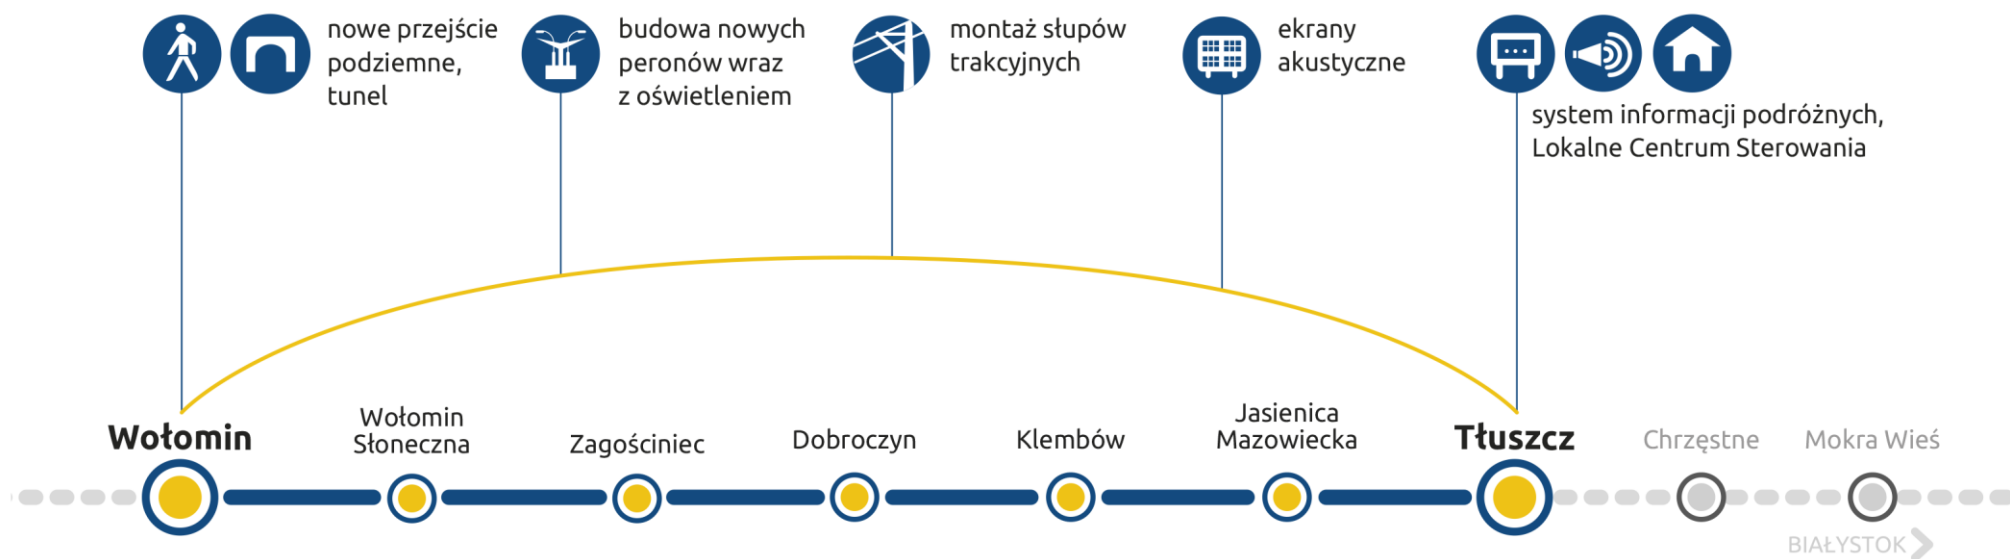 nowe przejście
podziemne,
tunel
budowa nowych
peronów wraz
z oświetleniem
montaż słupów
trakcyjnych
ekrany
akustyczne
system informacji podróżnych,
Lokalne Centrum Sterowania
Wołomin
Wołomin
Słoneczna
Zagościniec
Dobroczyn
Klembów
Jasienica
Mazowiecka
Tłuszcz
Chrzęstne
Mokra Wieś
BIAŁYSTOK